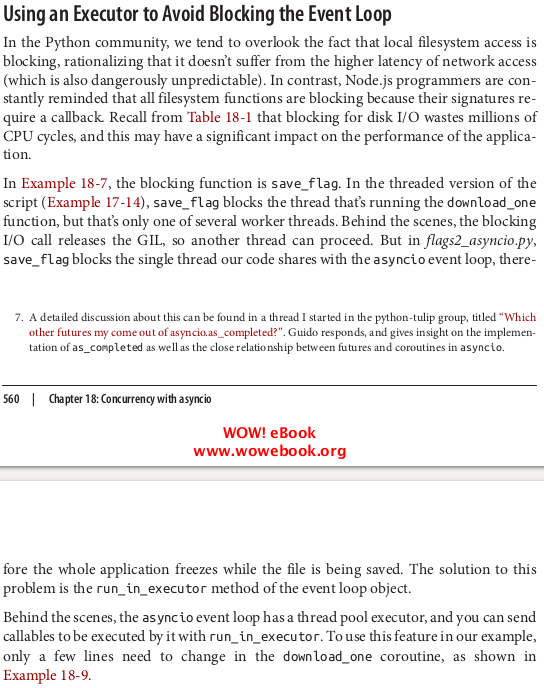 Using an Executor to Avoid Blocking the Event Loop
In the Python community, we tend to overlook the fact that local filesystem access is
blocking, rationalizing that it doesn’t suffer from the higher latency of network access
(which is also dangerously unpredictable). In contrast, Node.js programmers are con-
stantly reminded that all filesystem functions are blocking because their signatures re-
quire a callback. Recall from Table 18-1 that blocking for disk I/O wastes millions of
CPU cycles, and this may have a significant impact on the performance of the applica-
tion.
In Example 18-7, the blocking function is save_flag. In the threaded version of the
script (Example 17-14), save_flag blocks the thread that’s running the download_one
function, but that’s only one of several worker threads. Behind the scenes, the blocking
I/O call releases the GIL, so another thread can proceed. But in flags2_asyncio.py,
save_flag blocks the single thread our code shares with the asyncio event loop, there-
7. A detailed discussion about this can be found in a thread I started in the python-tulip group, titled “Which
other futures my come out of asyncio.as_completed?”. Guido responds, and gives insight on the implemen-
tation of as_completed as well as the close relationship between futures and coroutines in asyncio.
560 | Chapter 18: Concurrency with asyncio
WOW! eBook
www.wowebook.org
fore the whole application freezes while the file is being saved. The solution to this
problem is the run_in_executor method of the event loop object.
Behind the scenes, the asyncio event loop has a thread pool executor, and you can send
callables to be executed by it with run_in_executor. To use this feature in our example,
only a few lines need to change in the download_one coroutine, as shown in
Example 18-9.